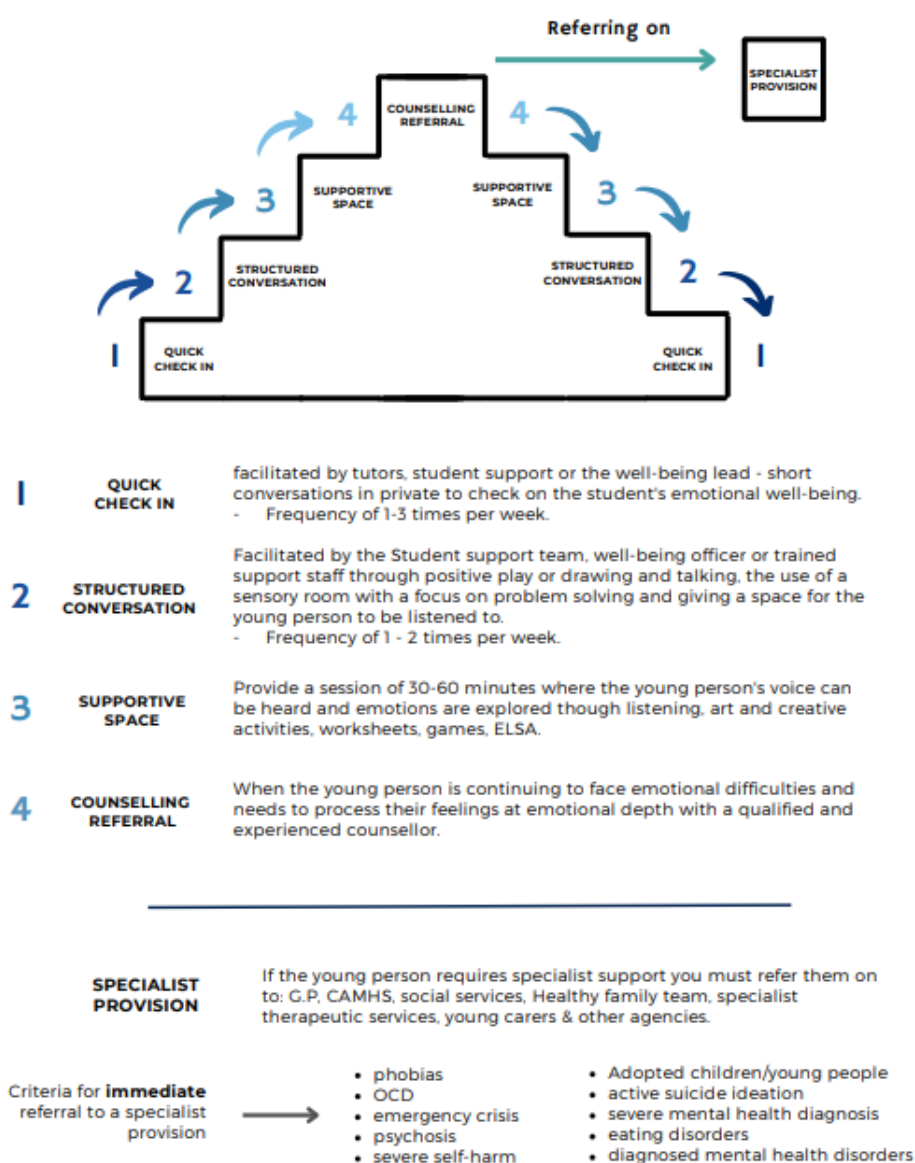 Referring on
SPECIALIST
PROVISION
4
COUNSELLING
REFERRAL
4
3
SUPPORTIVE
SPACE
SUPPORTIVE
SPACE
3
2
STRUCTURED
CONVERSATION
STRUCTURED
CONVERSATION
2
1
QUICK
CHECK IN
QUICK
CHECK IN
1
1
QUICK
CHECK IN
facilitated by tutors, student support or the well-being lead - short
conversations in private to check on the student's emotional well-being.
- Frequency of 1-3 times per week.
2
STRUCTURED
CONVERSATION
Facilitated by the Student support team, well-being officer or trained
support staff through positive play or drawing and talking, the use of a
sensory room with a focus on problem solving and giving a space for the
young person to be listened to.
- Frequency of 1 - 2 times per week.
3
SUPPORTIVE
SPACE
Provide a session of 30-60 minutes where the young person's voice can
be heard and emotions are explored though listening, art and creative
activities, worksheets, games, ELSA.
4
COUNSELLING
REFERRAL
When the young person is continuing to face emotional difficulties and
needs to process their feelings at emotional depth with a qualified and
experienced counsellor.
SPECIALIST
PROVISION
If the young person requires specialist support you must refer them on
to: G.P, CAMHS, social services, Healthy family team, specialist
therapeutic services, young carers & other agencies.
Criteria for immediate
referral to a specialist
provision
• phobias
• OCD
• emergency crisis
• psychosis
• severe self-harm
• Adopted children/young people
• active suicide ideation
• severe mental health diagnosis
• eating disorders
• diagnosed mental health disorders